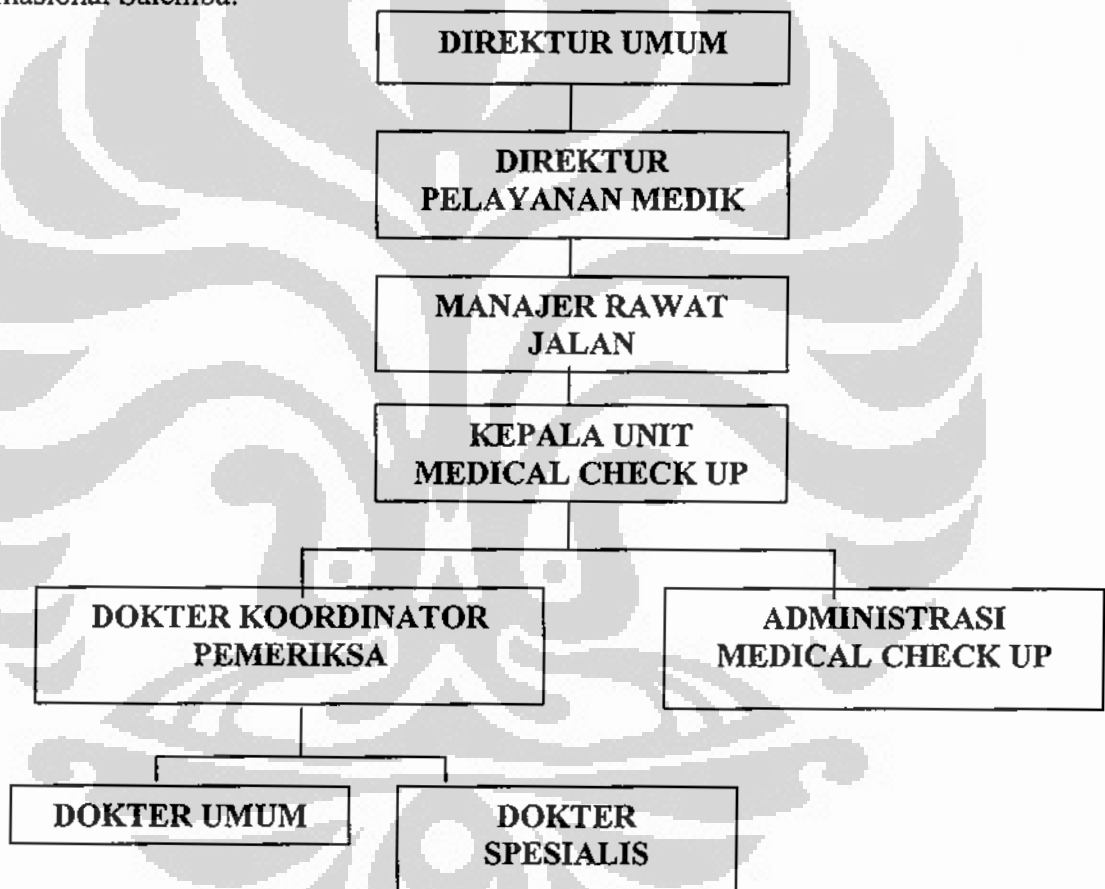 DIREKTUR UMUM
DIREKTUR
PELAYANAN MEDIK
MANAJER RAWAT
JALAN
KEPALA UNIT
MEDICAL CHECK UP
DOKTER KOORDINATOR
PEMERIKSA
ADMINISTRASI
MEDICAL CHECK UP
DOKTER UMUM
DOKTER
SPESIALIS